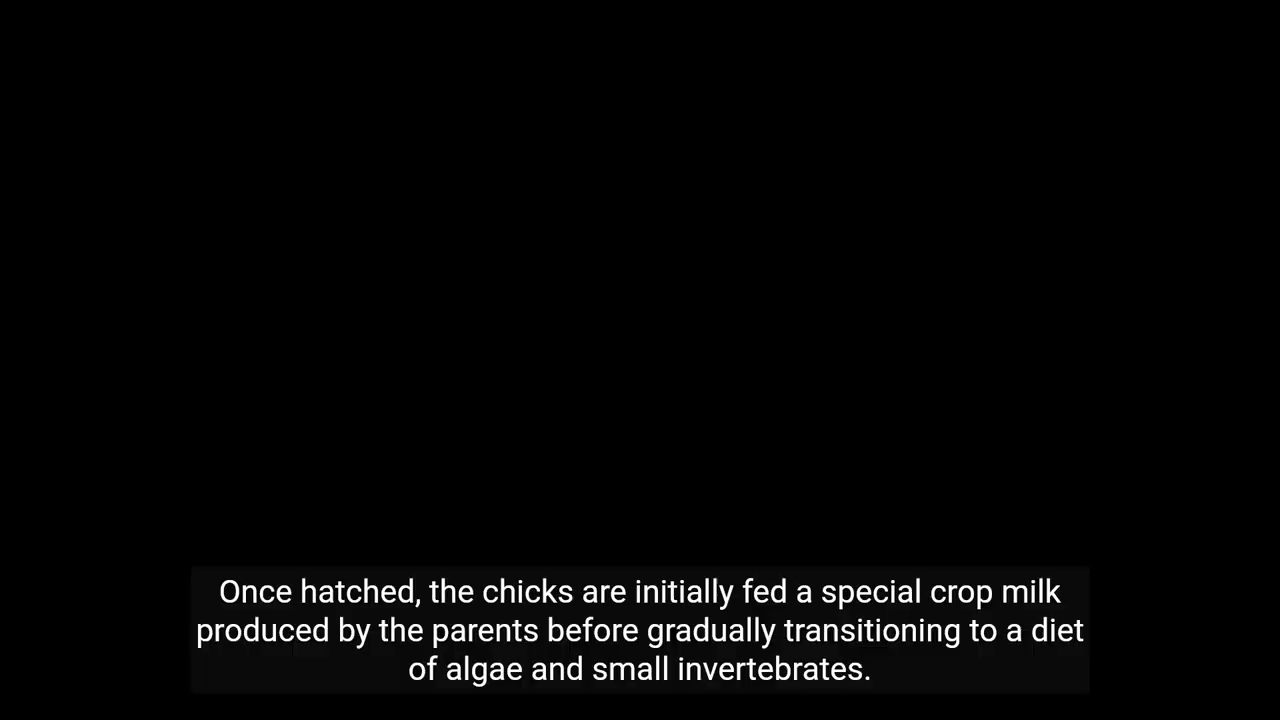 Once hatched, the chicks are initially fed a special crop milk
produced by the parents before gradually transitioning to a diet
of algae and small invertebrates.